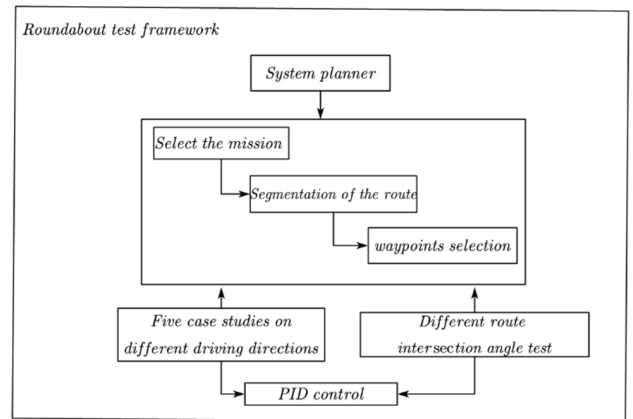 Roundabout test framework
System planner
Select the mission
Segmentation of the route
waypoints selection
Five case studies on
different driving directions
Different route
intersection angle test
PID control